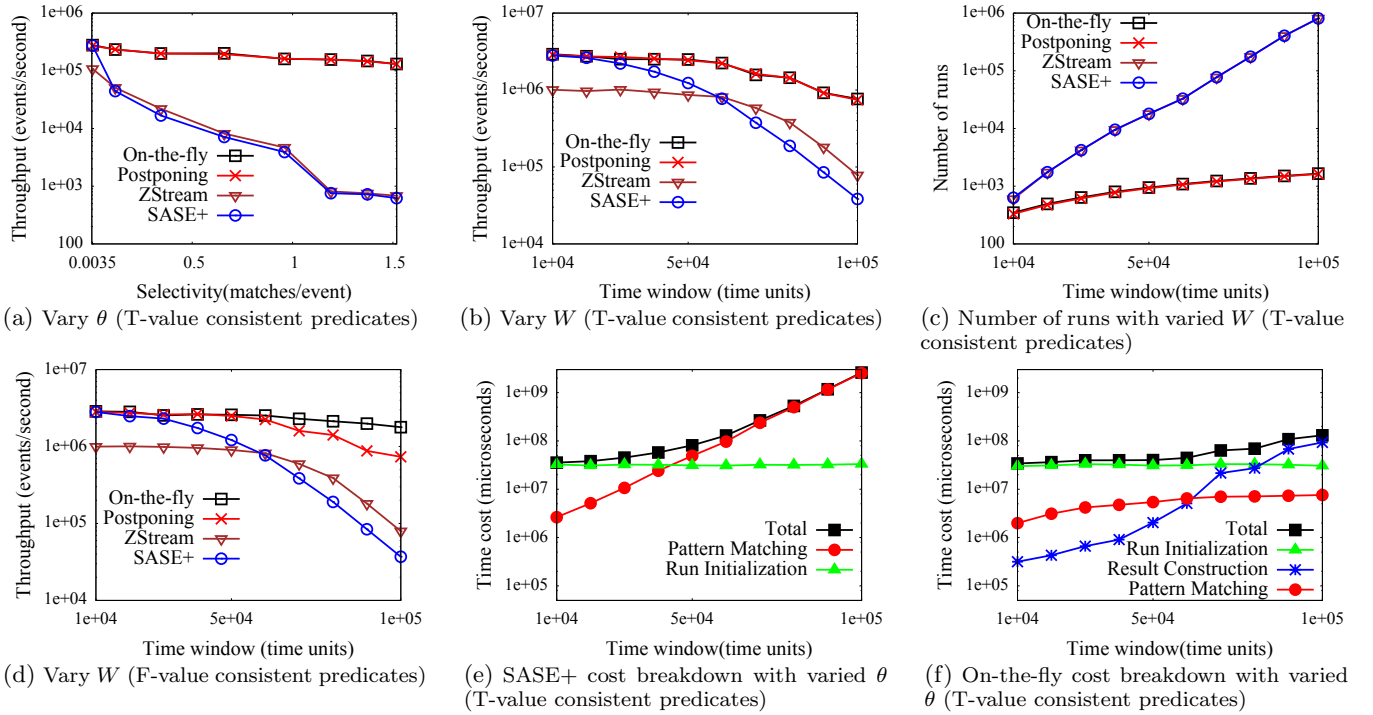 1e+06
1e+05
1e+04
1e+03
100
Throughput (events/second)
On-the-fly
Postponing
ZStream
SASE+
0.0035 0.5 1 1.5
Selectivity(matches/event)
(a) Vary θ (T-value consistent predicates)
1e+07
1e+06
1e+05
1e+04
Throughput (events/second)
On-the-fly
Postponing
ZStream
SASE+
1e+04 5e+04 1e+05
Time window (time units)
(b) Vary W (T-value consistent predicates)
1e+06
1e+05
1e+04
1e+03
100
Number of runs
On-the-fly
Postponing
ZStream
SASE+
1e+04 5e+04 1e+05
Time window(time units)
(c) Number of runs with varied W (T-value
consistent predicates)
1e+07
1e+06
1e+05
1e+04
Throughput (events/second)
On-the-fly
Postponing
ZStream
SASE+
1e+04 5e+04 1e+05
Time window (time units)
(d) Vary W (F-value consistent predicates)
1e+09
1e+08
1e+07
1e+06
1e+05
Time cost (microseconds)
Total
Pattern Matching
Run Initialization
1e+04 5e+04 1e+05
Time window(time units)
(e) SASE+ cost breakdown with varied θ
(T-value consistent predicates)
1e+09
1e+08
1e+07
1e+06
1e+05
Time cost (microseconds)
Total
Run Initialization
Result Construction
Pattern Matching
1e+04 5e+04 1e+05
Time window(time units)
(f) On-the-fly cost breakdown with varied
θ (T-value consistent predicates)